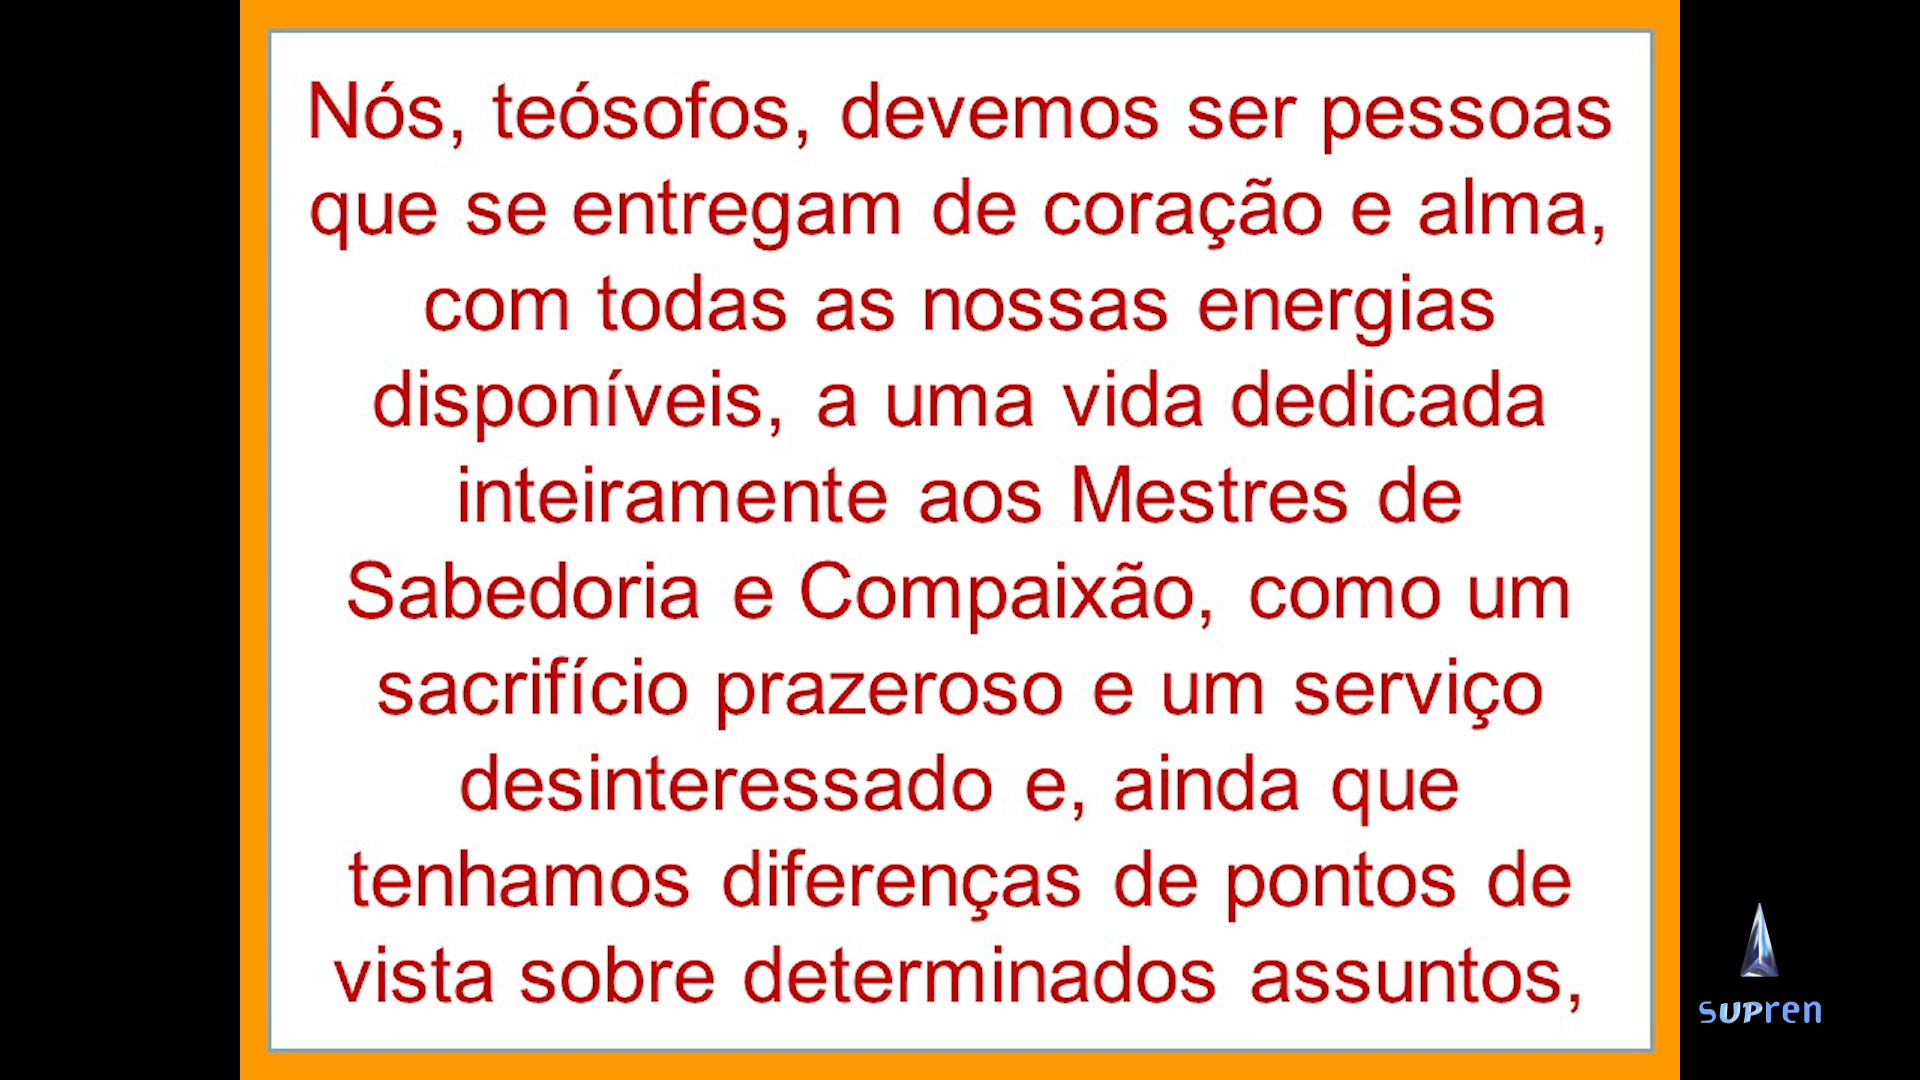 Nós, teósofos, devemos ser pessoas
que se entregam de coração e alma,
com todas as nossas energias
disponíveis, a uma vida dedicada
inteiramente aos Mestres de
Sabedoria e Compaixão, como um
sacrifício prazeroso e um serviço
desinteressado e, ainda que
tenhamos diferenças de pontos de
vista sobre determinados assuntos,
sUPren